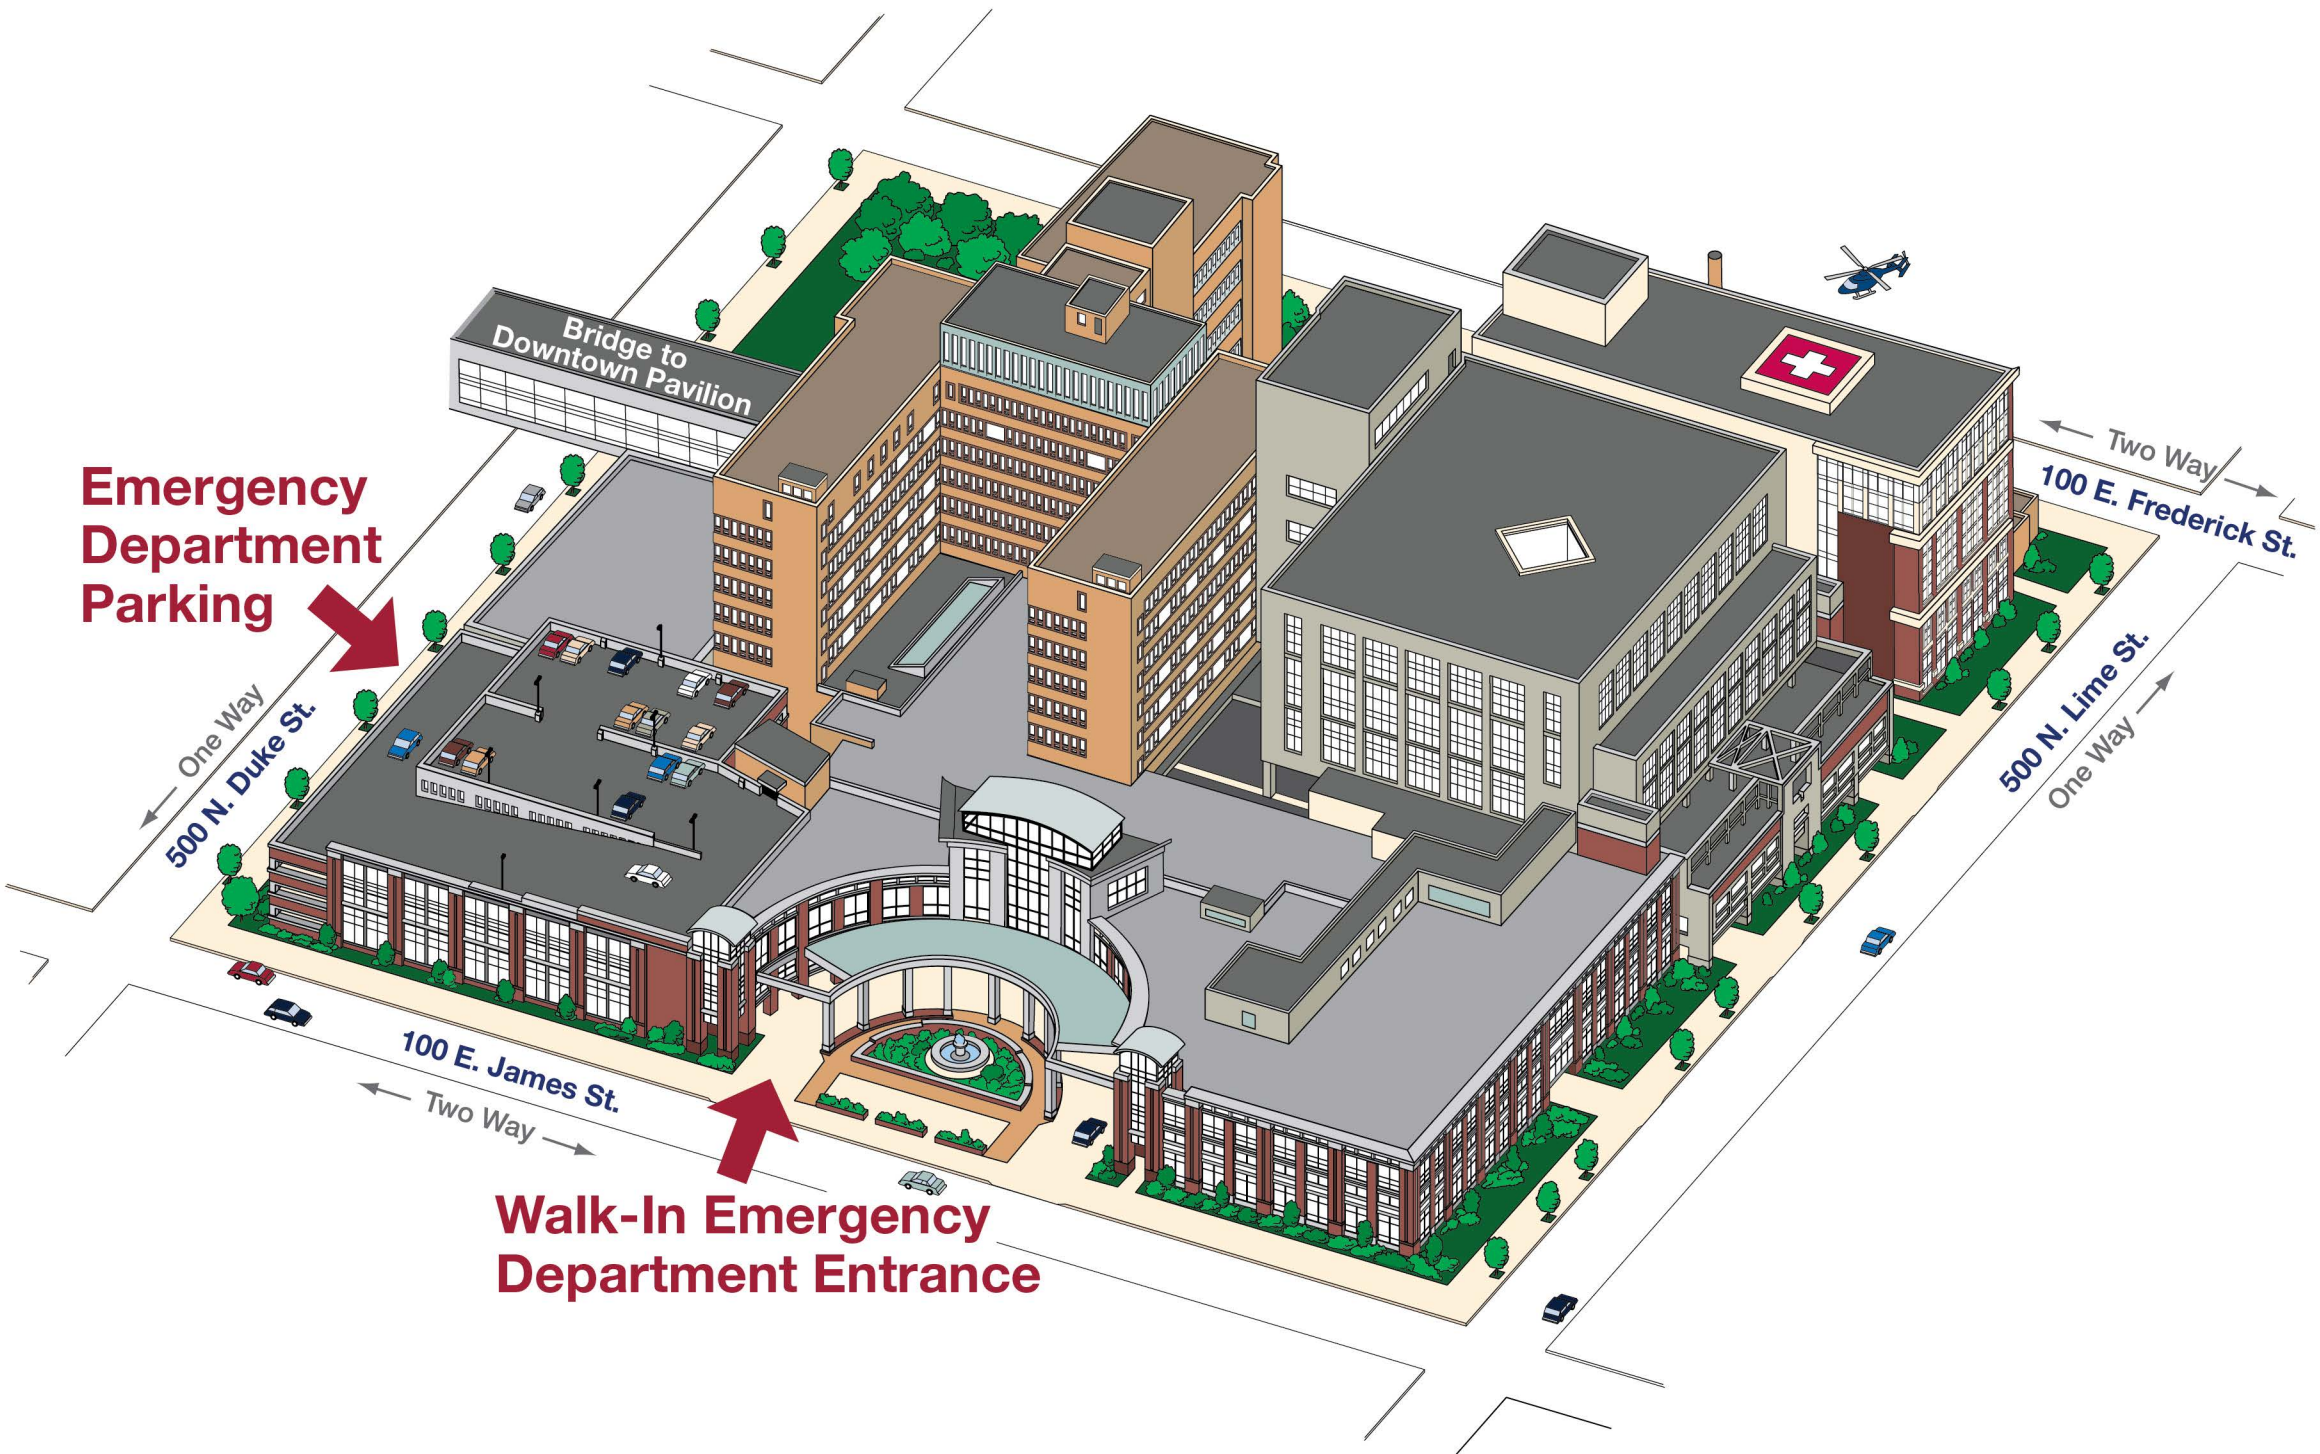 Bridge to
Downtown Pavilion
Emergency
Department
Parking
One Way
500 N. Duke St.
Two Way
100 E. Frederick St.
500 N. Lime St.
One Way
100 E. James St.
Two Way
Walk-In Emergency
Department Entrance